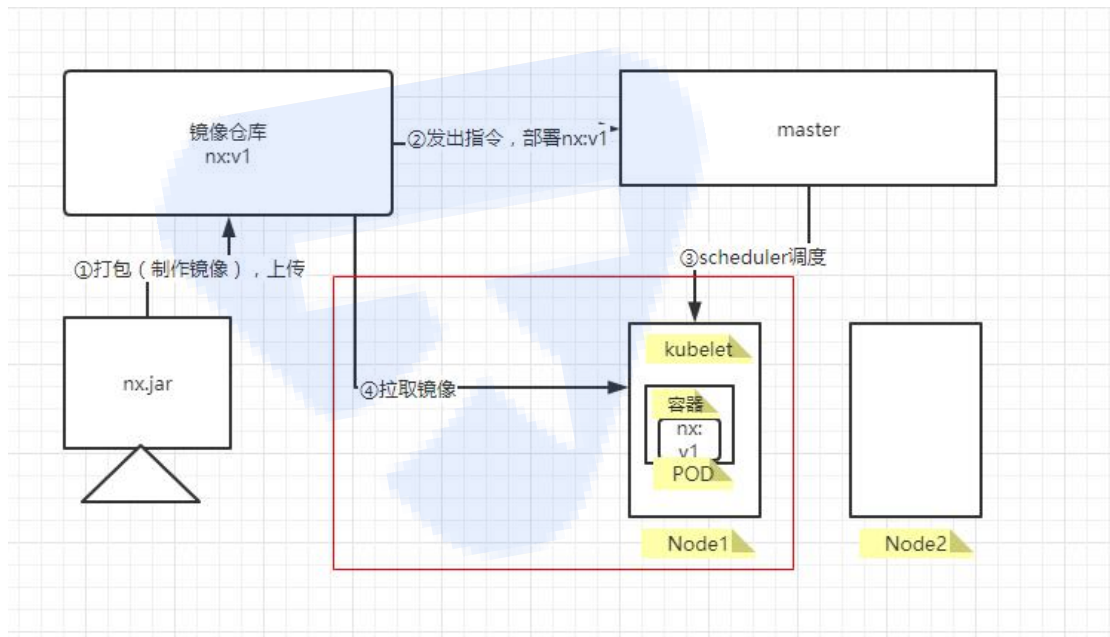 镜像仓库
nx:v1
②发出指令，部署nx:v1
master
①打包（制作镜像），上传
③scheduler调度
nx.jar
④拉取镜像
kubelet
容器
nx:
v1
POD
Node1
Node2